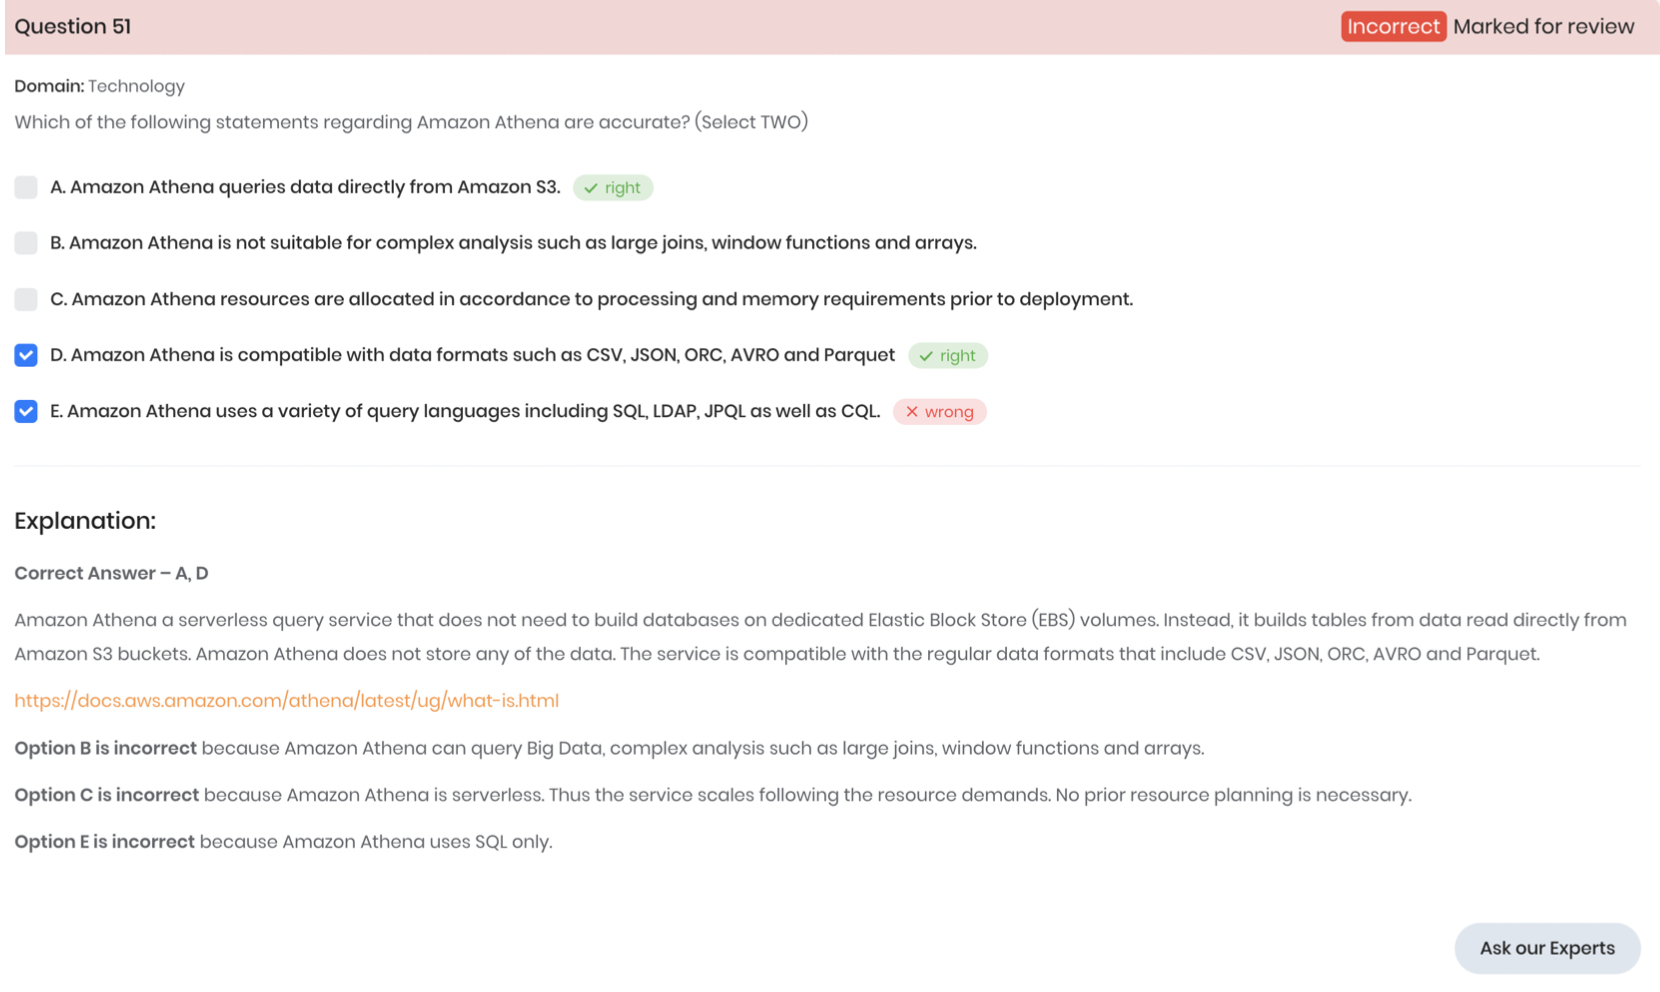 Question 51
Incorrect Marked for review
Domain: Technology
Which of the following statements regarding Amazon Athena are accurate? (Select TWO)
A. Amazon Athena queries data directly from Amazon S3. right
B. Amazon Athena is not suitable for complex analysis such as large joins, window functions and arrays.
C. Amazon Athena resources are allocated in accordance to processing and memory requirements prior to deployment.
D. Amazon Athena is compatible with data formats such as CSV, JSON, ORC, AVRO and Parquet right
E. Amazon Athena uses a variety of query languages including SQL, LDAP, JPQL as well as CQL. wrong
Explanation:
Correct Answer – A, D
Amazon Athena a serverless query service that does not need to build databases on dedicated Elastic Block Store (EBS) volumes. Instead, it builds tables from data read directly from
Amazon S3 buckets. Amazon Athena does not store any of the data. The service is compatible with the regular data formats that include CSV, JSON, ORC, AVRO and Parquet.
https://docs.aws.amazon.com/athena/latest/ug/what-is.html
Option B is incorrect because Amazon Athena can query Big Data, complex analysis such as large joins, window functions and arrays.
Option C is incorrect because Amazon Athena is serverless. Thus the service scales following the resource demands. No prior resource planning is necessary.
Option E is incorrect because Amazon Athena uses SQL only.
Ask our Experts